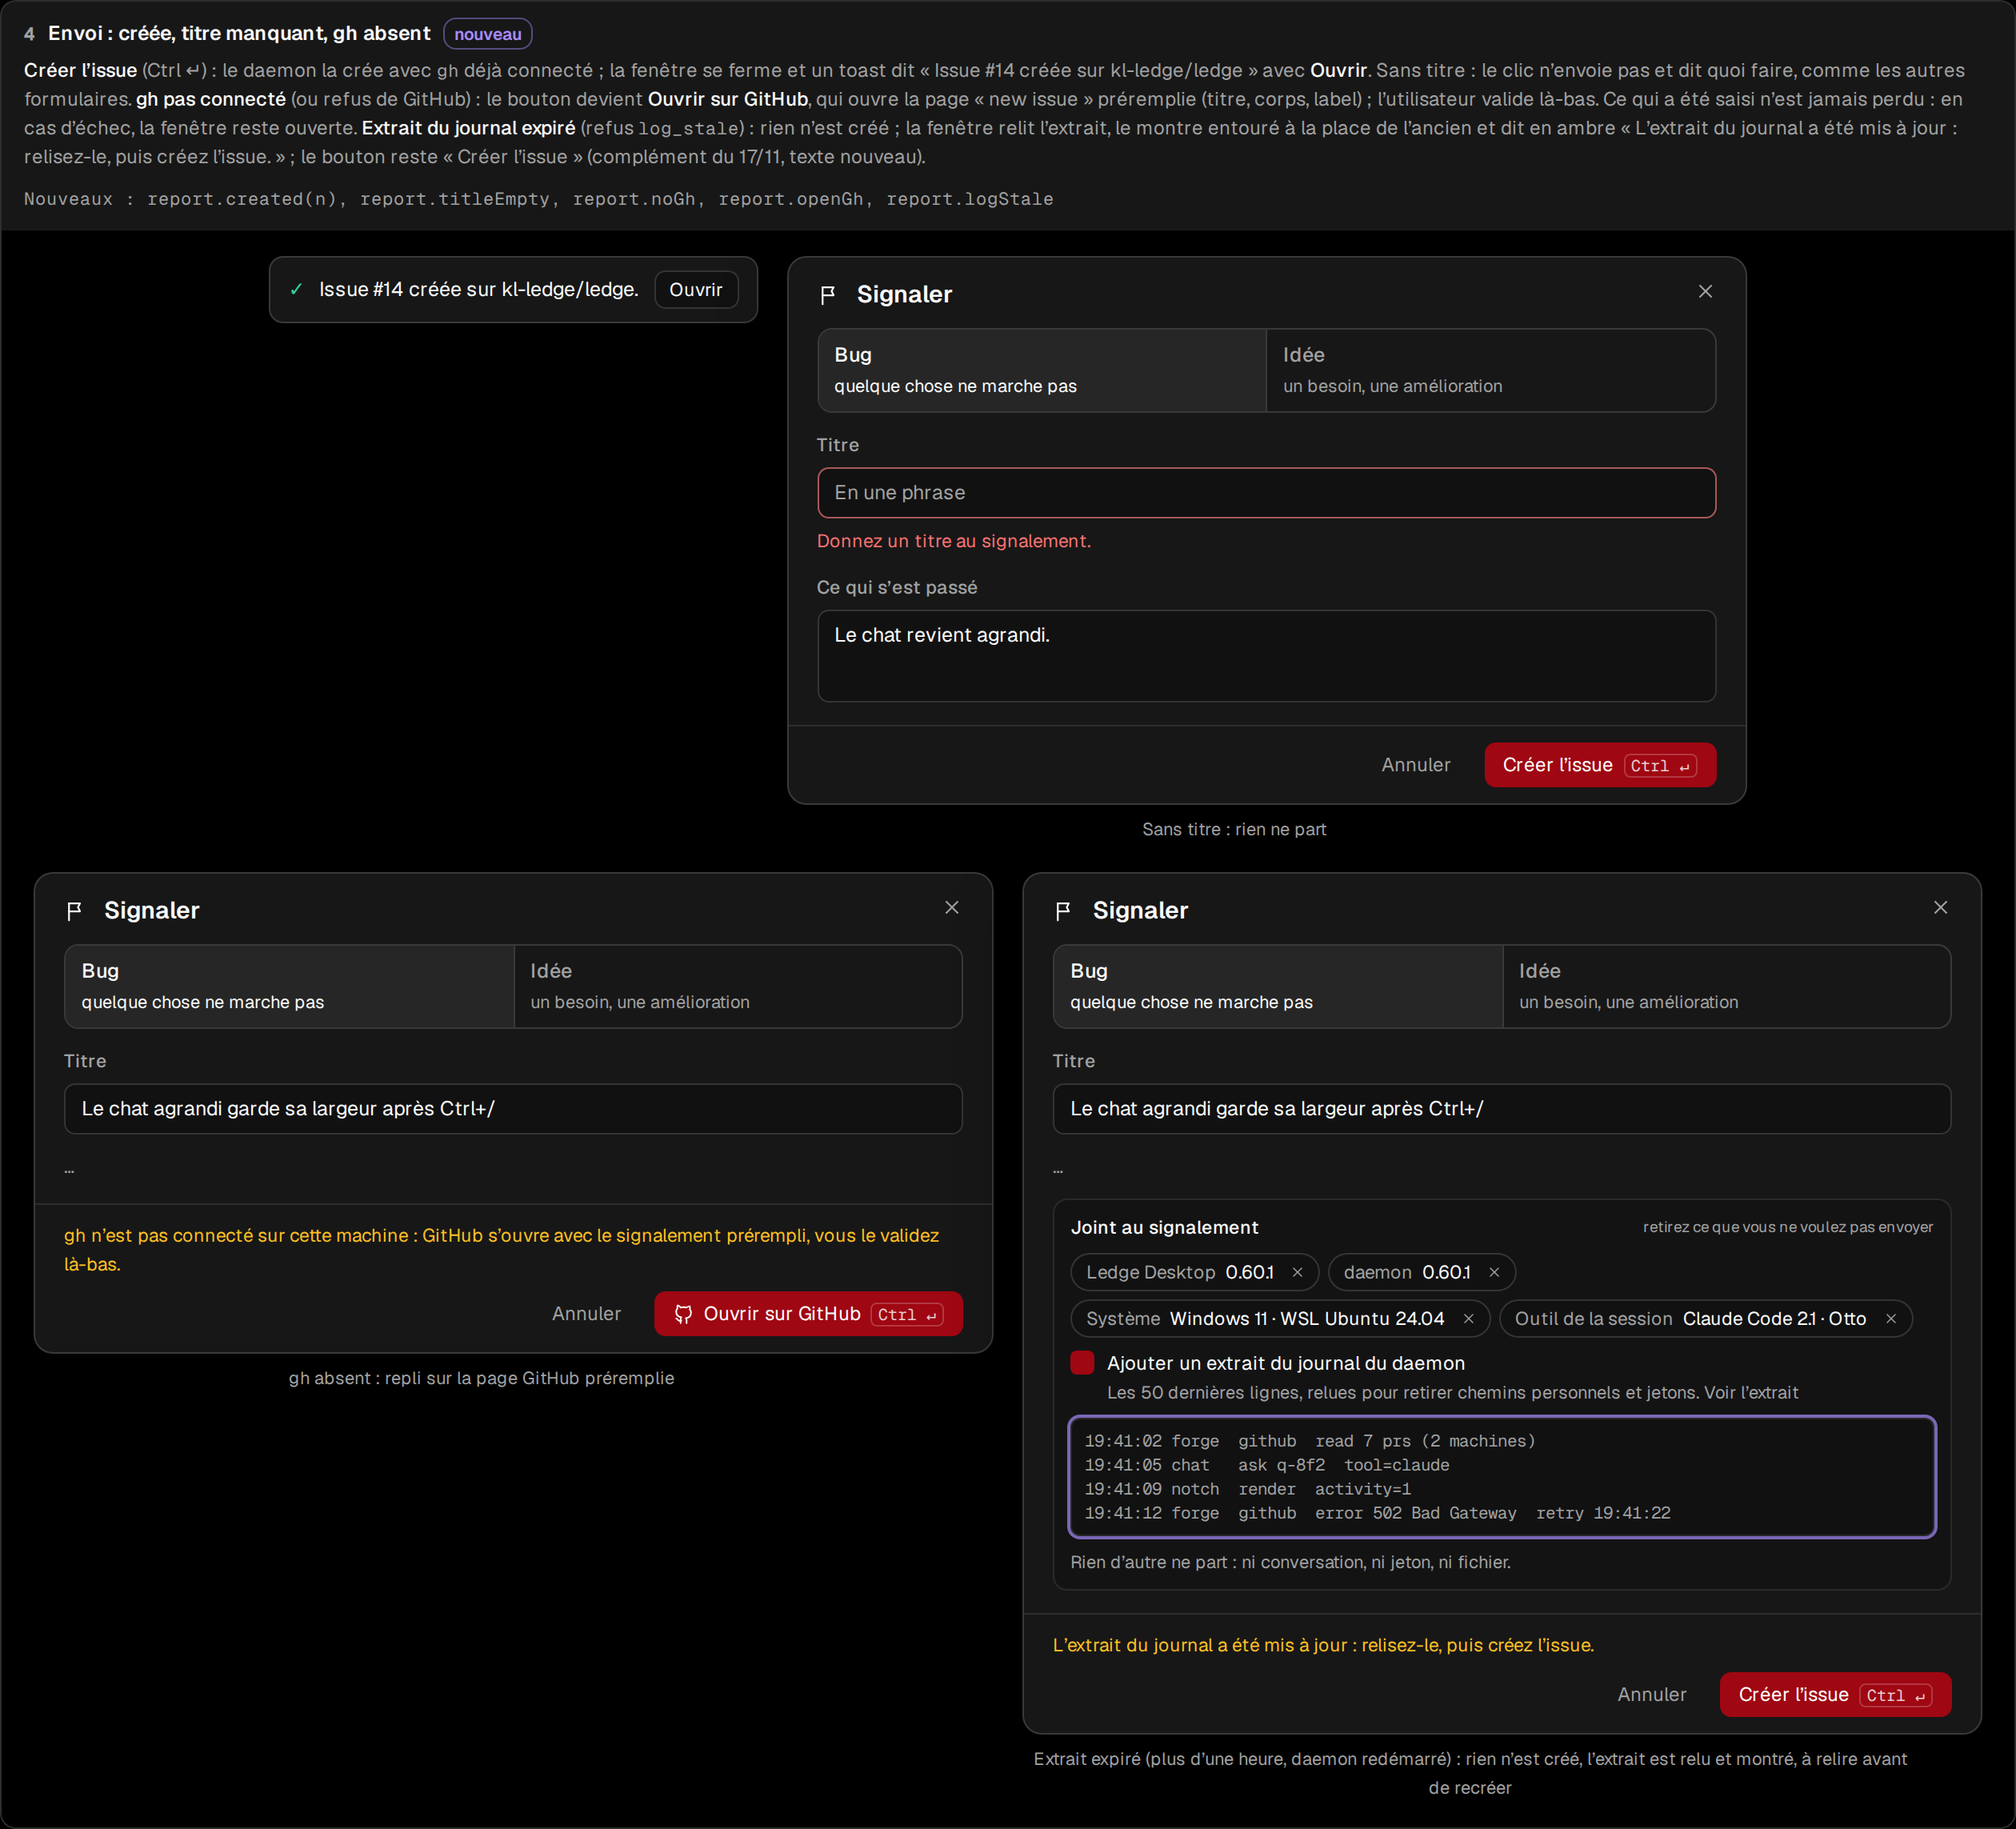 4 Envoi : créée, titre manquant, gh absent nouveau
Créer l’issue (Ctrl ↵) : le daemon la crée avec gh déjà connecté ; la fenêtre se ferme et un toast dit « Issue #14 créée sur kl-ledge/ledge » avec Ouvrir. Sans titre : le clic n’envoie pas et dit quoi faire, comme les autres
formulaires. gh pas connecté (ou refus de GitHub) : le bouton devient Ouvrir sur GitHub, qui ouvre la page « new issue » préremplie (titre, corps, label) ; l’utilisateur valide là-bas. Ce qui a été saisi n’est jamais perdu : en
cas d’échec, la fenêtre reste ouverte. Extrait du journal expiré (refus log_stale) : rien n’est créé ; la fenêtre relit l’extrait, le montre entouré à la place de l’ancien et dit en ambre « L’extrait du journal a été mis à jour :
relisez-le, puis créez l’issue. » ; le bouton reste « Créer l’issue » (complément du 17/11, texte nouveau).
Nouveaux : report.created(n), report.titleEmpty, report.noGh, report.openGh, report.logStale
✓ Issue #14 créée sur kl-ledge/ledge. Ouvrir
Signaler
Bug
quelque chose ne marche pas
Idée
un besoin, une amélioration
Titre
En une phrase
Donnez un titre au signalement.
Ce qui s’est passé
Le chat revient agrandi.
Annuler Créer l’issue Ctrl ↵
Sans titre : rien ne part
Signaler
Bug
quelque chose ne marche pas
Idée
un besoin, une amélioration
Titre
Le chat agrandi garde sa largeur après Ctrl+/
…
gh n’est pas connecté sur cette machine : GitHub s’ouvre avec le signalement prérempli, vous le validez
là-bas.
Annuler Ouvrir sur GitHub Ctrl ↵
gh absent : repli sur la page GitHub préremplie
Signaler
Bug
quelque chose ne marche pas
Idée
un besoin, une amélioration
Titre
Le chat agrandi garde sa largeur après Ctrl+/
…
Joint au signalement retirez ce que vous ne voulez pas envoyer
Ledge Desktop 0.60.1 × daemon 0.60.1 ×
Système Windows 11 · WSL Ubuntu 24.04 × Outil de la session Claude Code 2.1 · Otto ×
Ajouter un extrait du journal du daemon
Les 50 dernières lignes, relues pour retirer chemins personnels et jetons. Voir l’extrait
19:41:02 forge github read 7 prs (2 machines)
19:41:05 chat ask q-8f2 tool=claude
19:41:09 notch render activity=1
19:41:12 forge github error 502 Bad Gateway retry 19:41:22
Rien d’autre ne part : ni conversation, ni jeton, ni fichier.
L’extrait du journal a été mis à jour : relisez-le, puis créez l’issue.
Annuler Créer l’issue Ctrl ↵
Extrait expiré (plus d’une heure, daemon redémarré) : rien n’est créé, l’extrait est relu et montré, à relire avant
de recréer